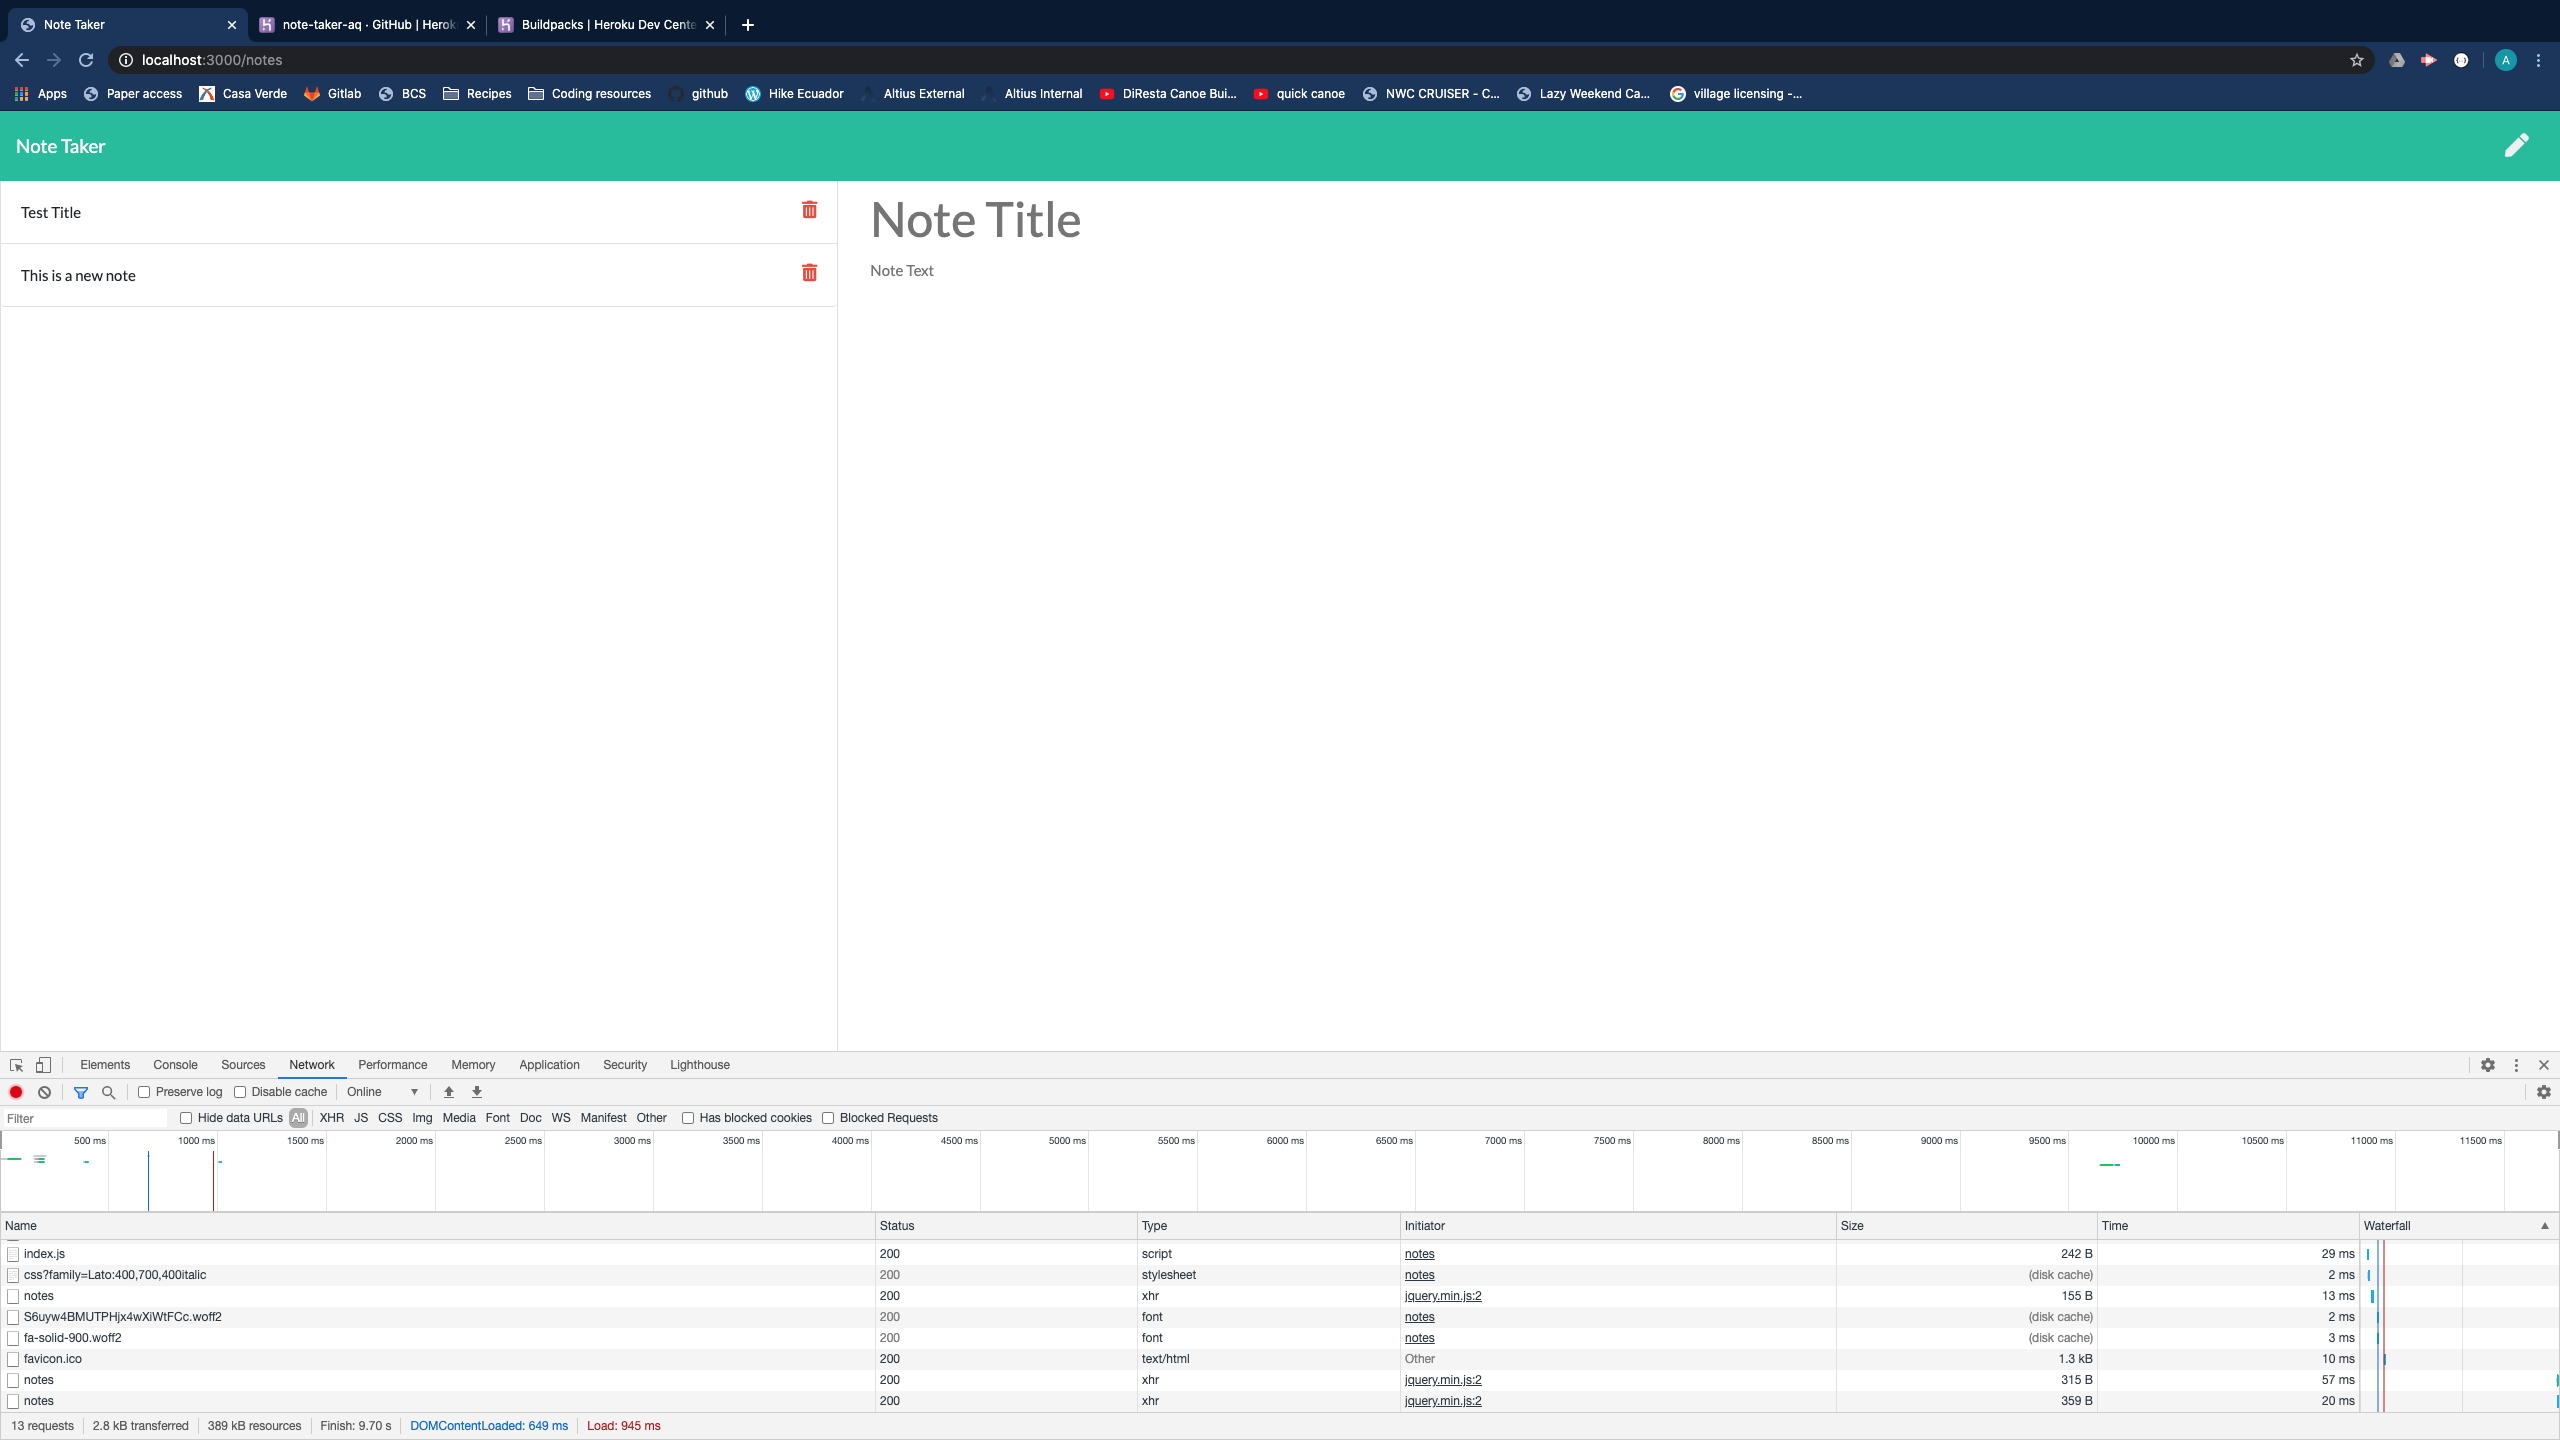 Note Taker
note-taker-aq · GitHub | Herok
Buildpacks | Heroku Dev Cente
localhost:3000/notes
A
Apps Paper access Casa Verde Gitlab BCS Recipes Coding resources github Hike Ecuador Altius External Altius Internal DiResta Canoe Bui... quick canoe NWC CRUISER - C... Lazy Weekend Ca... village licensing -...
Note Taker
Test Title
This is a new note
Note Title
Note Text
Elements Console Sources Network Performance Memory Application Security Lighthouse
Preserve log Disable cache Online
Filter Hide data URLs All XHR JS CSS Img Media Font Doc WS Manifest Other Has blocked cookies Blocked Requests
500 ms 1000 ms 1500 ms 2000 ms 2500 ms 3000 ms 3500 ms 4000 ms 4500 ms 5000 ms 5500 ms 6000 ms 6500 ms 7000 ms 7500 ms 8000 ms 8500 ms 9000 ms 9500 ms 10000 ms 10500 ms 11000 ms 11500 ms
Name Status Type Initiator Size Time Waterfall
index.js 200 script notes 242 B 29 ms
css?family=Lato:400,700,400italic 200 stylesheet notes (disk cache) 2 ms
notes 200 xhr jquery.min.js:2 155 B 13 ms
S6uyw4BMUTPHjx4wXiWtFCc.woff2 200 font notes (disk cache) 2 ms
fa-solid-900.woff2 200 font notes (disk cache) 3 ms
favicon.ico 200 text/html Other 1.3 kB 10 ms
notes 200 xhr jquery.min.js:2 315 B 57 ms
notes 200 xhr jquery.min.js:2 359 B 20 ms
13 requests 2.8 kB transferred 389 kB resources Finish: 9.70 s DOMContentLoaded: 649 ms Load: 945 ms